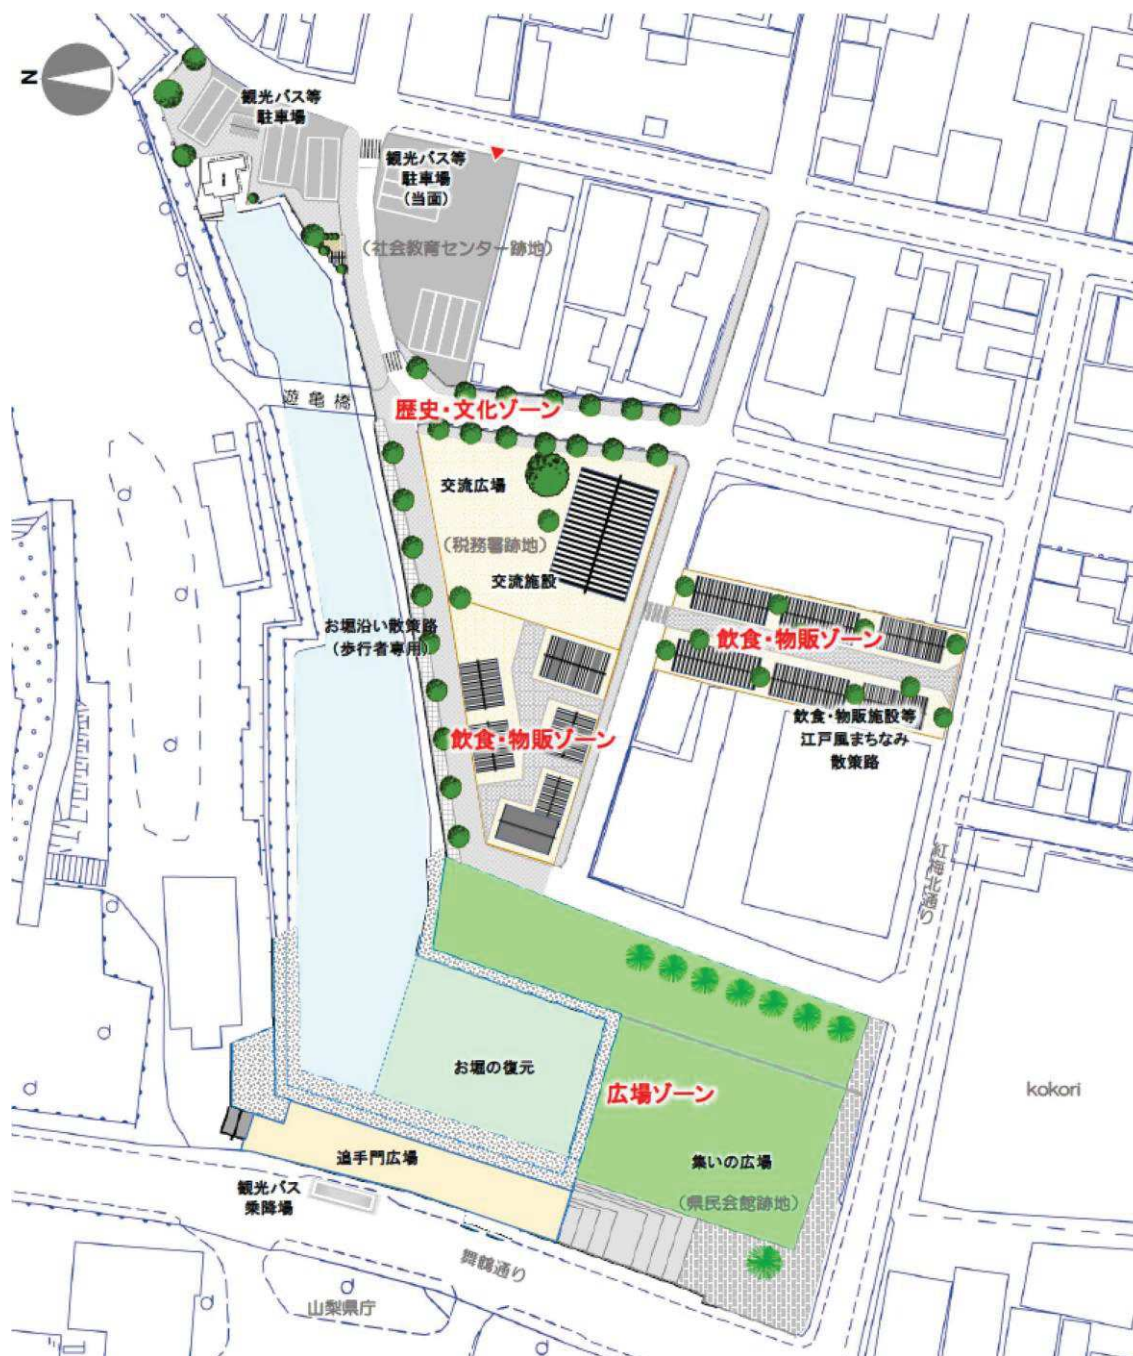 N
観光バス等
駐車場
観光バス等
駐車場
（当面）
（社会教育センター跡地）
遊亀橋
歴史・文化ゾーン
交流広場
（税務署跡地）
交流施設
お堀沿い散策路
（歩行者専用）
飲食・物販ゾーン
飲食・物販ゾーン
飲食・物販施設等
江戸風まちなみ
散策路
紅梅北通り
お堀の復元
広場ゾーン
kokori
追手門広場
集いの広場
（県民会館跡地）
観光バス
乗降場
舞鶴通り
山梨県庁